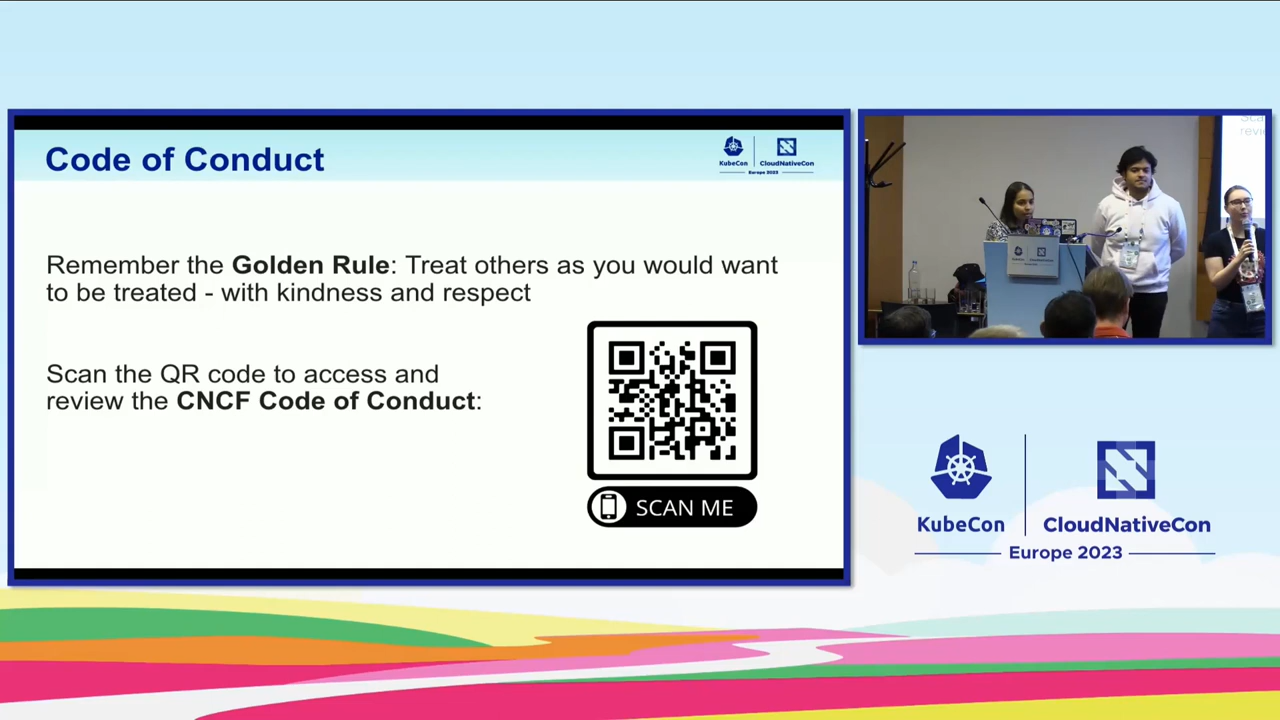 Code of Conduct
KubeCon
CloudNativeCon
Europe 2023
Remember the Golden Rule: Treat others as you would want
to be treated - with kindness and respect
Scan the QR code to access and
review the CNCF Code of Conduct:
SCAN ME
Sca
revie
KubeCon
CloudNativeCon
Europe 2023